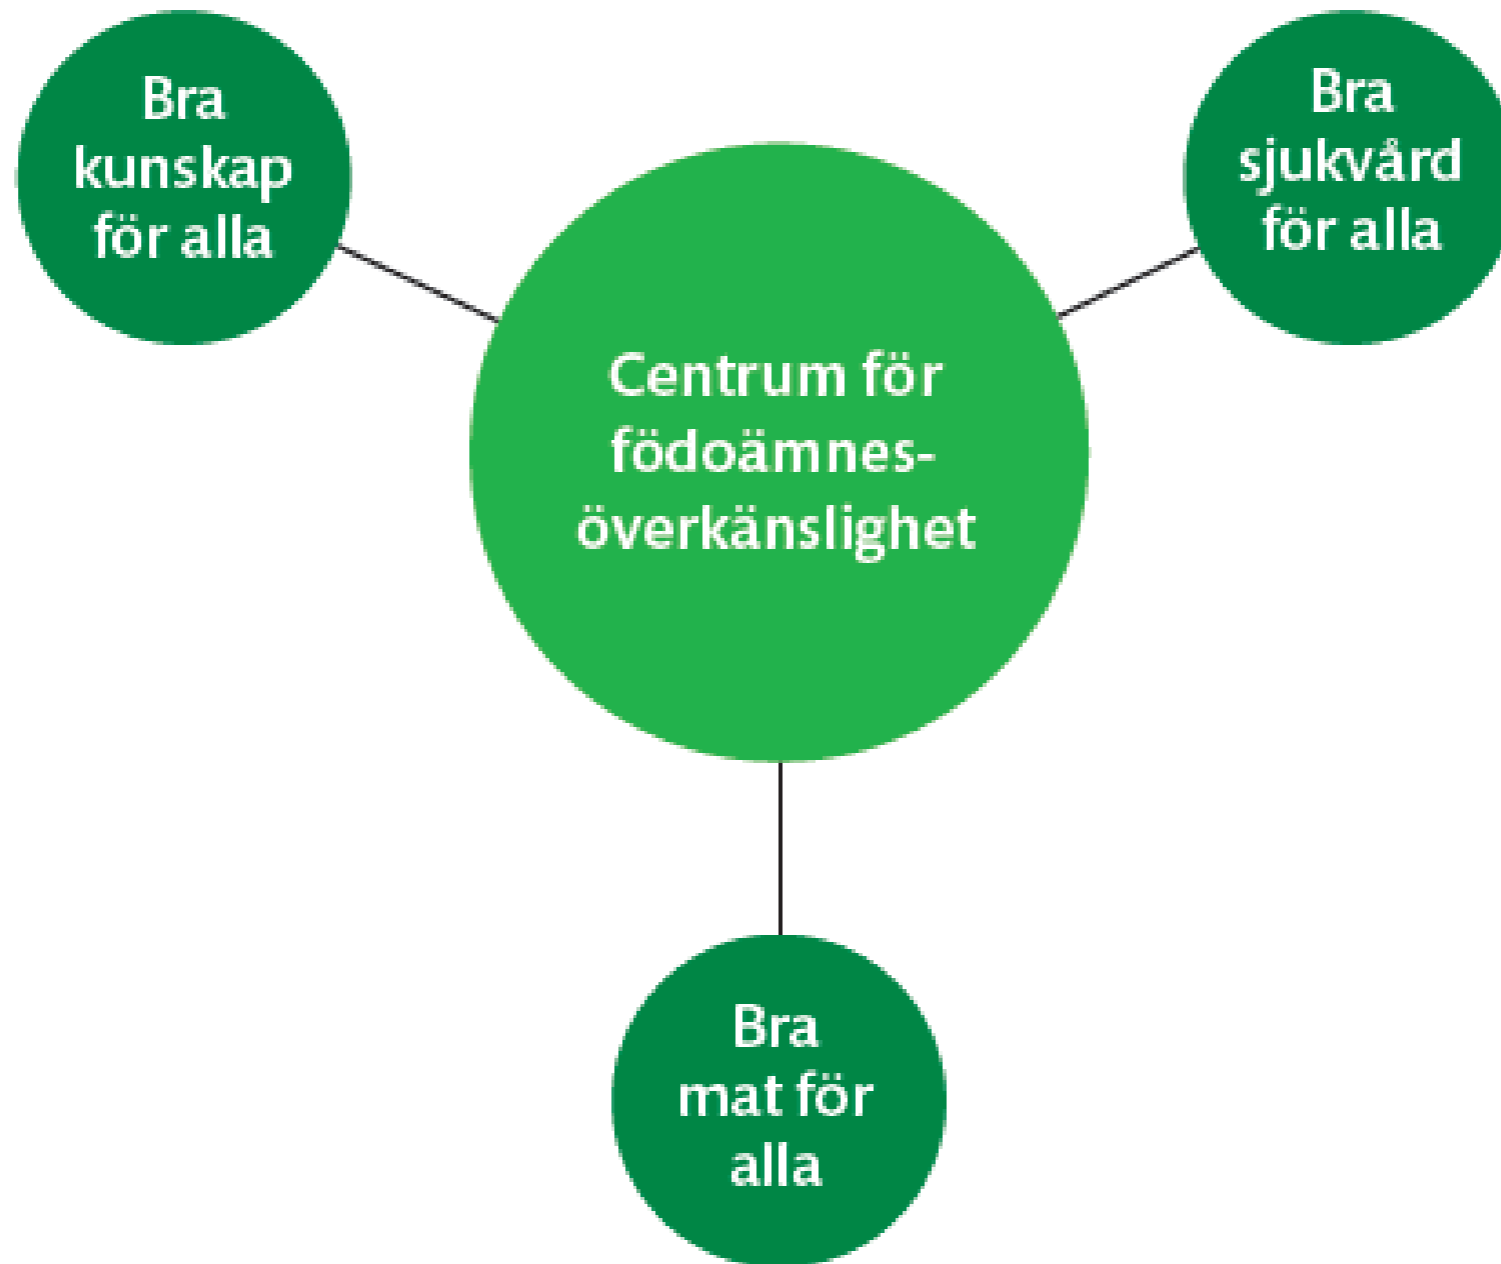 Bra
kunskap
för alla
Bra
sjukvård
för alla
Centrum för
födoämnes-
överkänslighet
Bra
mat för
alla